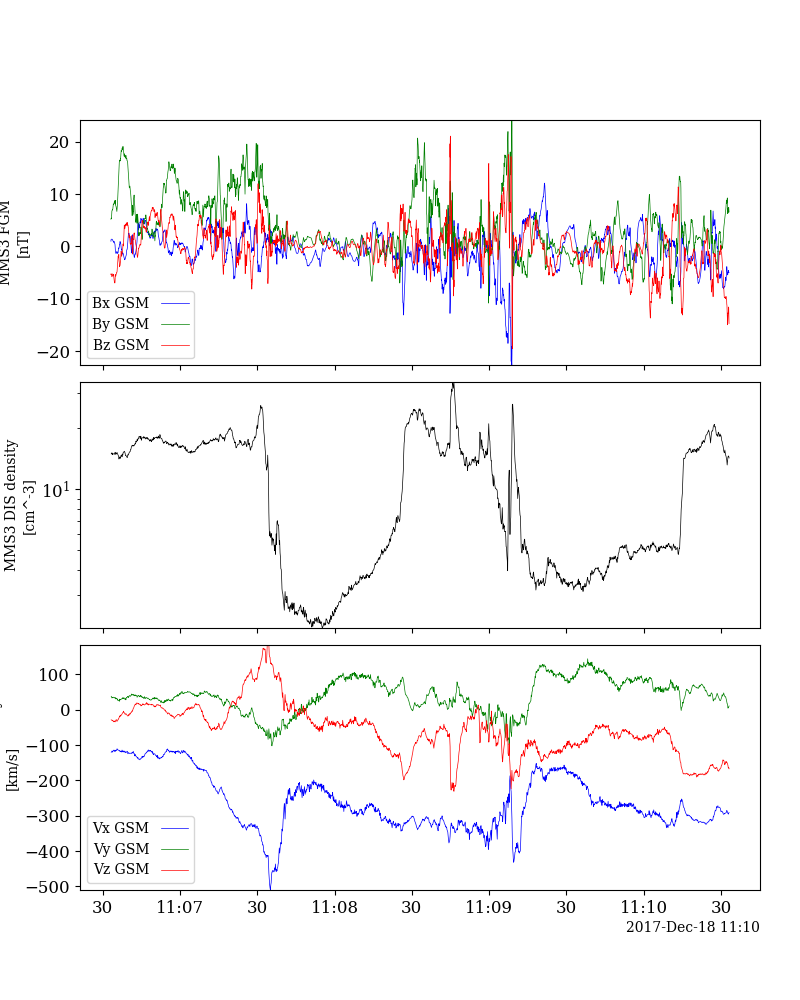 20
10
0
−10
−20
MMS3 FGM
[nT]
Bx GSM
By GSM
Bz GSM
10^1
MMS3 DIS density
[cm^-3]
100
0
−100
−200
−300
−400
−500
[km/s]
Vx GSM
Vy GSM
Vz GSM
30 11:07 30 11:08 30 11:09 30 11:10 30
2017-Dec-18 11:10